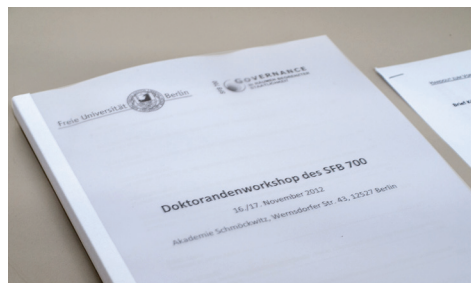 Freie Universität Berlin
SFB GOVERNANCE
Doktorandenworkshop des SFB 700
16./17. November 2012
Akademie Schmöckwitz, Wernsdorfer Str. 43, 12527 Berlin